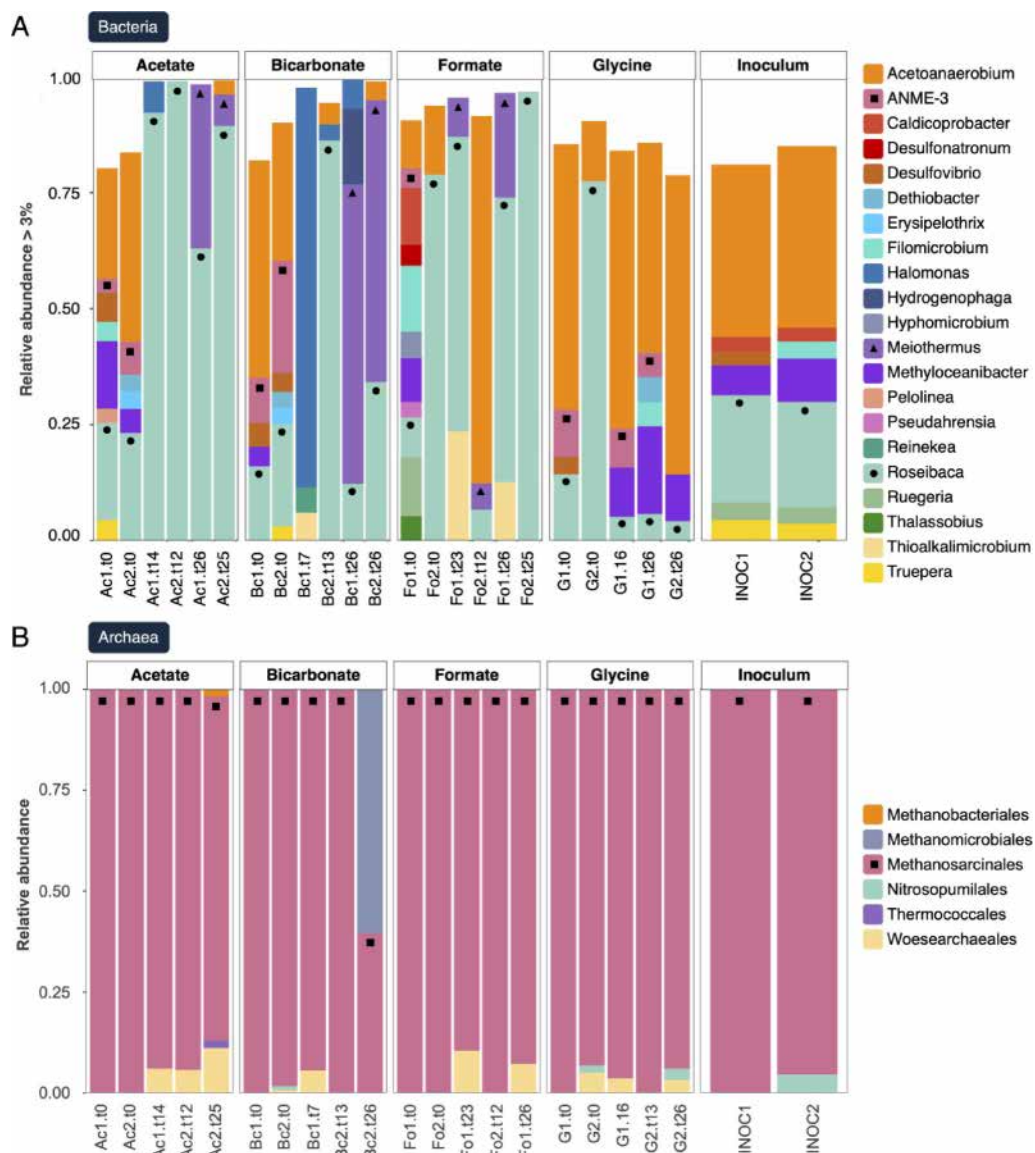 A
Bacteria
Acetate Bicarbonate Formate Glycine Inoculum
Relative abundance > 3%
1.00
0.75
0.50
0.25
0.00
Ac1.t0 Ac2.t0 Ac1.t14 Ac2.t12 Ac1.t26 Ac2.t25 Bc1.t0 Bc2.t0 Bc1.t7 Bc2.t13 Bc1.t26 Bc2.t26 Fo1.t0 Fo2.t0 Fo1.t23 Fo2.t12 Fo1.t26 Fo2.t25 G1.t0 G2.t0 G1.16 G1.t26 G2.t26 INOC1 INOC2
Acetoanaerobium
ANME-3
Caldicoprobacter
Desulfonatronum
Desulfovibrio
Dethiobacter
Erysipelothrix
Filomicrobium
Halomonas
Hydrogenophaga
Hyphomicrobium
Meiothermus
Methyloceanibacter
Pelolinea
Pseudahrensia
Reinekea
Roseibaca
Ruegeria
Thalassobius
Thioalkalimicrobium
Truepera
B
Archaea
Acetate Bicarbonate Formate Glycine Inoculum
Relative abundance
1.00
0.75
0.50
0.25
0.00
Ac1.t0 Ac2.t0 Ac1.t14 Ac2.t12 Ac2.t25 Bc1.t0 Bc2.t0 Bc1.t7 Bc2.t13 Bc2.t26 Fo1.t0 Fo2.t0 Fo1.t23 Fo2.t12 Fo1.t26 G1.t0 G2.t0 G1.16 G2.t13 G2.t26 INOC1 INOC2
Methanobacteriales
Methanomicrobiales
Methanosarcinales
Nitrosopumilales
Thermococcales
Woesearchaeales